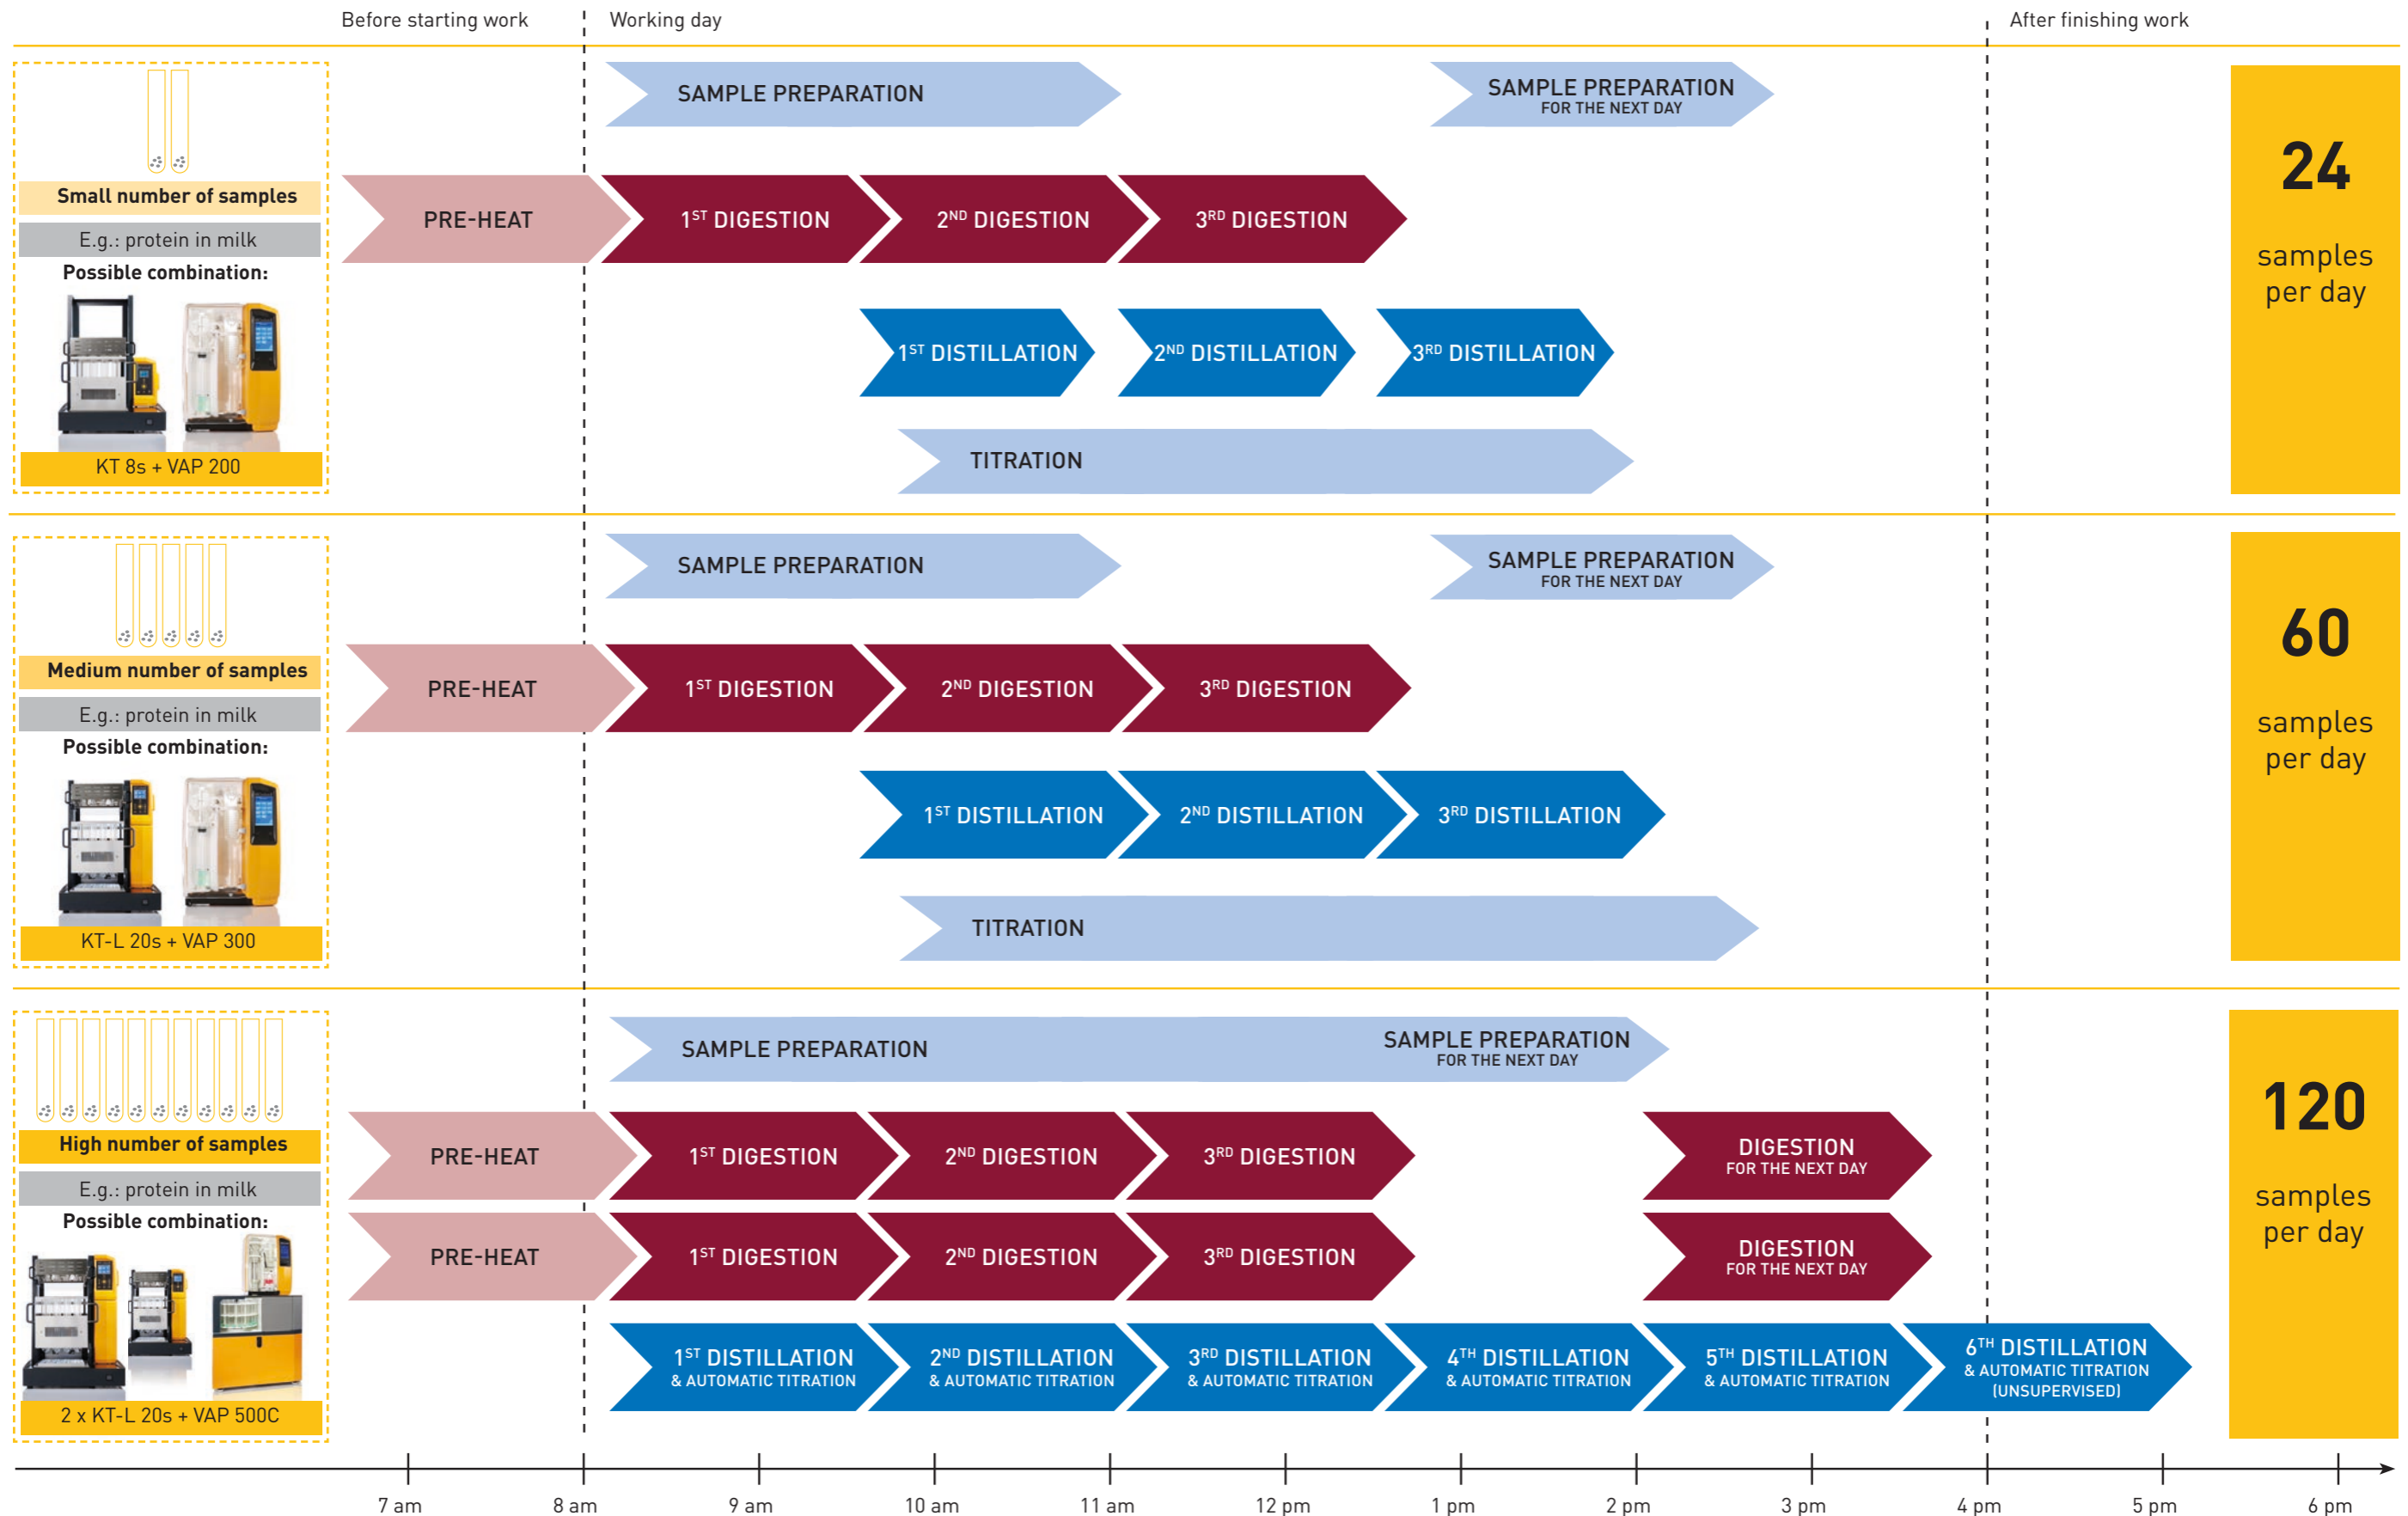 Before starting work
Working day
After finishing work
SAMPLE PREPARATION
SAMPLE PREPARATION
FOR THE NEXT DAY
Small number of samples
E.g.: protein in milk
Possible combination:
KT 8s + VAP 200
PRE-HEAT
1ST DIGESTION
2ND DIGESTION
3RD DIGESTION
1ST DISTILLATION
2ND DISTILLATION
3RD DISTILLATION
TITRATION
24
samples
per day
SAMPLE PREPARATION
SAMPLE PREPARATION
FOR THE NEXT DAY
Medium number of samples
E.g.: protein in milk
Possible combination:
KT-L 20s + VAP 300
PRE-HEAT
1ST DIGESTION
2ND DIGESTION
3RD DIGESTION
1ST DISTILLATION
2ND DISTILLATION
3RD DISTILLATION
TITRATION
60
samples
per day
SAMPLE PREPARATION
SAMPLE PREPARATION
FOR THE NEXT DAY
High number of samples
E.g.: protein in milk
Possible combination:
2 x KT-L 20s + VAP 500C
PRE-HEAT
1ST DIGESTION
2ND DIGESTION
3RD DIGESTION
DIGESTION
FOR THE NEXT DAY
PRE-HEAT
1ST DIGESTION
2ND DIGESTION
3RD DIGESTION
DIGESTION
FOR THE NEXT DAY
1ST DISTILLATION
& AUTOMATIC TITRATION
2ND DISTILLATION
& AUTOMATIC TITRATION
3RD DISTILLATION
& AUTOMATIC TITRATION
4TH DISTILLATION
& AUTOMATIC TITRATION
5TH DISTILLATION
& AUTOMATIC TITRATION
6TH DISTILLATION
& AUTOMATIC TITRATION
(UNSUPERVISED)
120
samples
per day
7 am
8 am
9 am
10 am
11 am
12 pm
1 pm
2 pm
3 pm
4 pm
5 pm
6 pm